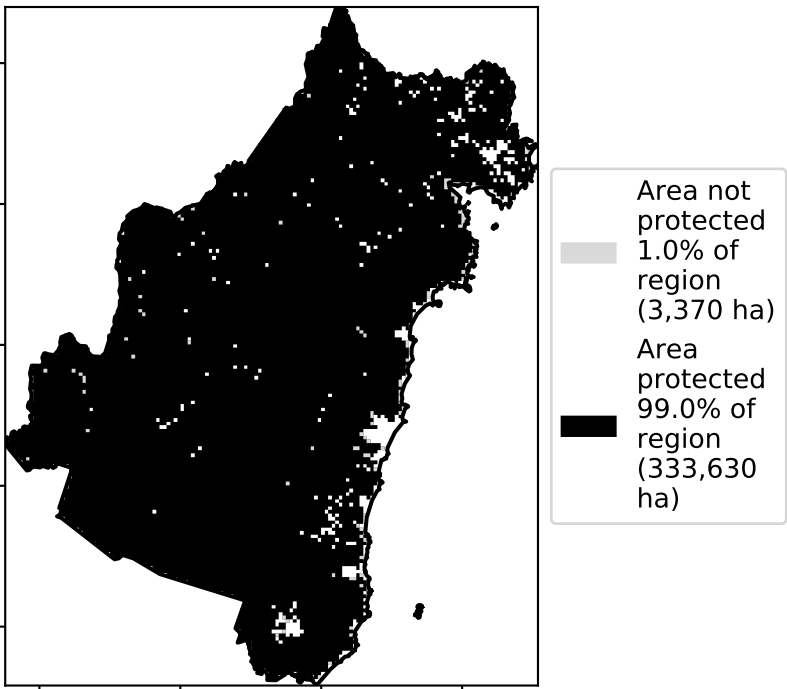 Area not
protected
1.0% of
region
(3,370 ha)
Area
protected
99.0% of
region
(333,630
ha)